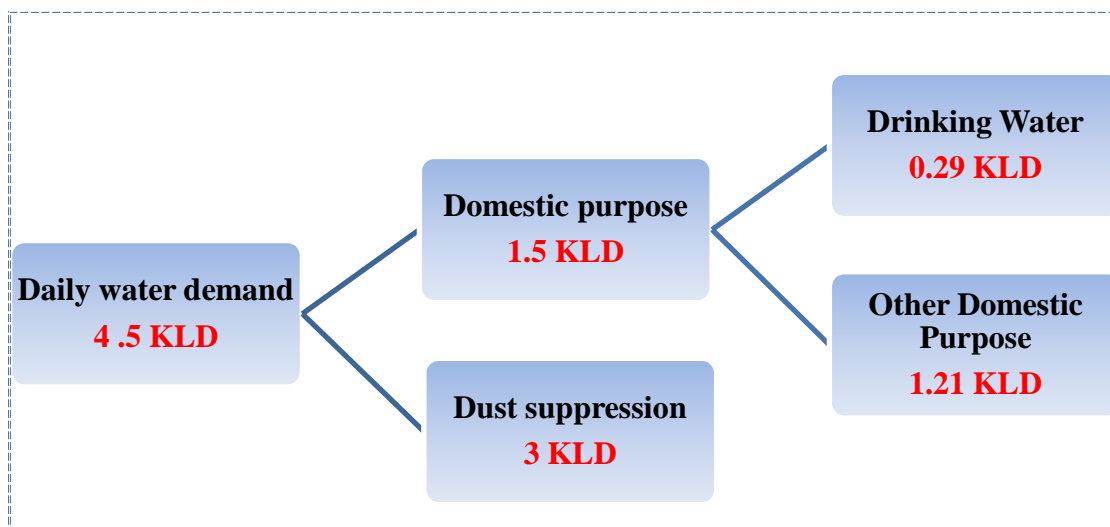 Daily water demand
4 .5 KLD
Domestic purpose
1.5 KLD
Dust suppression
3 KLD
Drinking Water
0.29 KLD
Other Domestic
Purpose
1.21 KLD